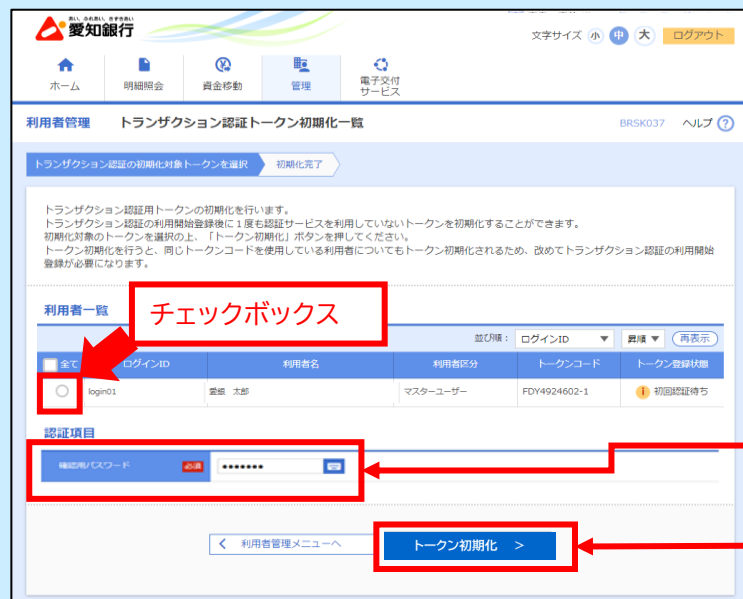 あい、ふれあい、きずきあい
愛知銀行
文字サイズ 小 中 大 ログアウト
ホーム 明細照会 資金移動 管理 電子交付
サービス
利用者管理 トランザクション認証トークン初期化一覧 BRSK037 ヘルプ ?
トランザクション認証の初期化対象トークンを選択 初期化完了
トランザクション認証用トークンの初期化を行います。
トランザクション認証の利用開始登録後に1度も認証サービスを利用していないトークンを初期化することができます。
初期化対象のトークンを選択の上、「トークン初期化」ボタンを押してください。
トークン初期化を行うと、同じトークンコードを使用している利用者についてもトークン初期化されるため、改めてトランザクション認証の利用開始
登録が必要になります。
利用者一覧
チェックボックス
並び順： ログインID ▼ 昇順 ▼ 再表示
全て ログインID 利用者名 利用者区分 トークンコード トークン登録状態
login01 愛銀 太郎 マスターユーザー FDY4924602-1 初回認証待ち
認証項目
確認用パスワード 必須 ●●●●●●●
く 利用者管理メニューへ トークン初期化 ＞